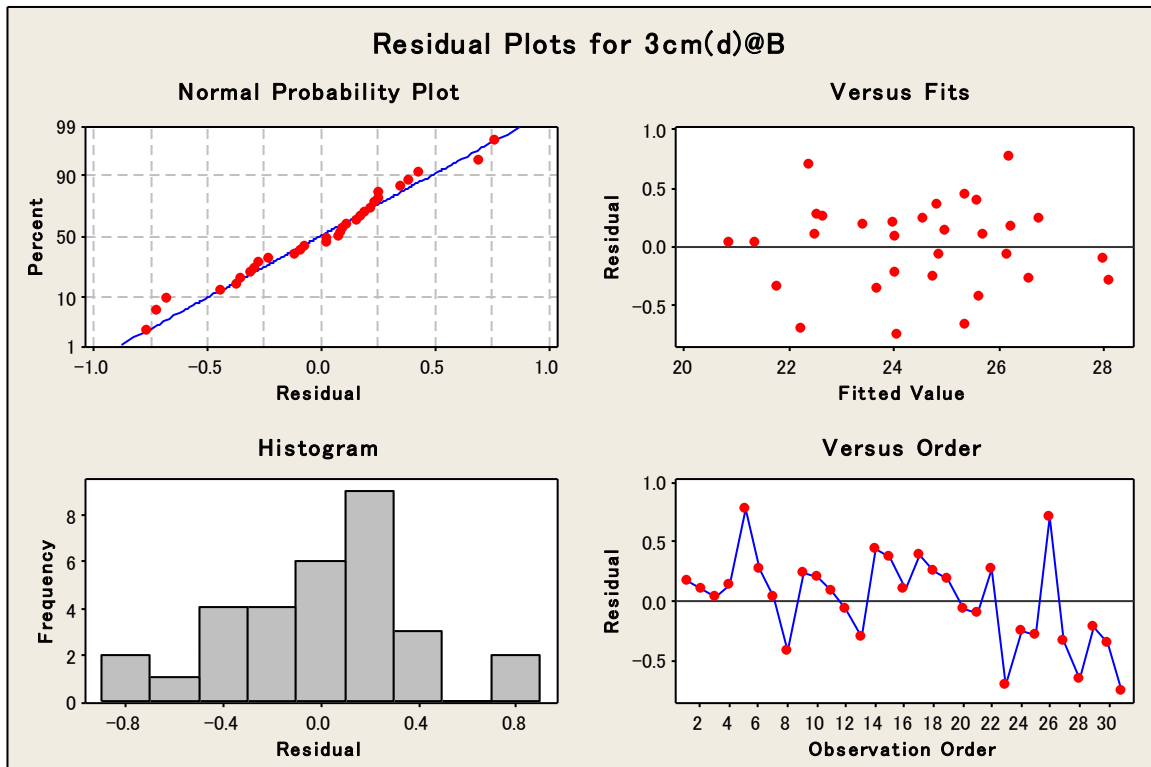 Residual Plots for 3cm(d)@B
Normal Probability Plot
99
90
50
10
1
Percent
−1.0 −0.5 0.0 0.5 1.0
Residual
Versus Fits
1.0
0.5
0.0
−0.5
Residual
20 22 24 26 28
Fitted Value
Histogram
8
6
4
2
0
Frequency
−0.8 −0.4 0.0 0.4 0.8
Residual
Versus Order
1.0
0.5
0.0
−0.5
Residual
2 4 6 8 10 12 14 16 18 20 22 24 26 28 30
Observation Order